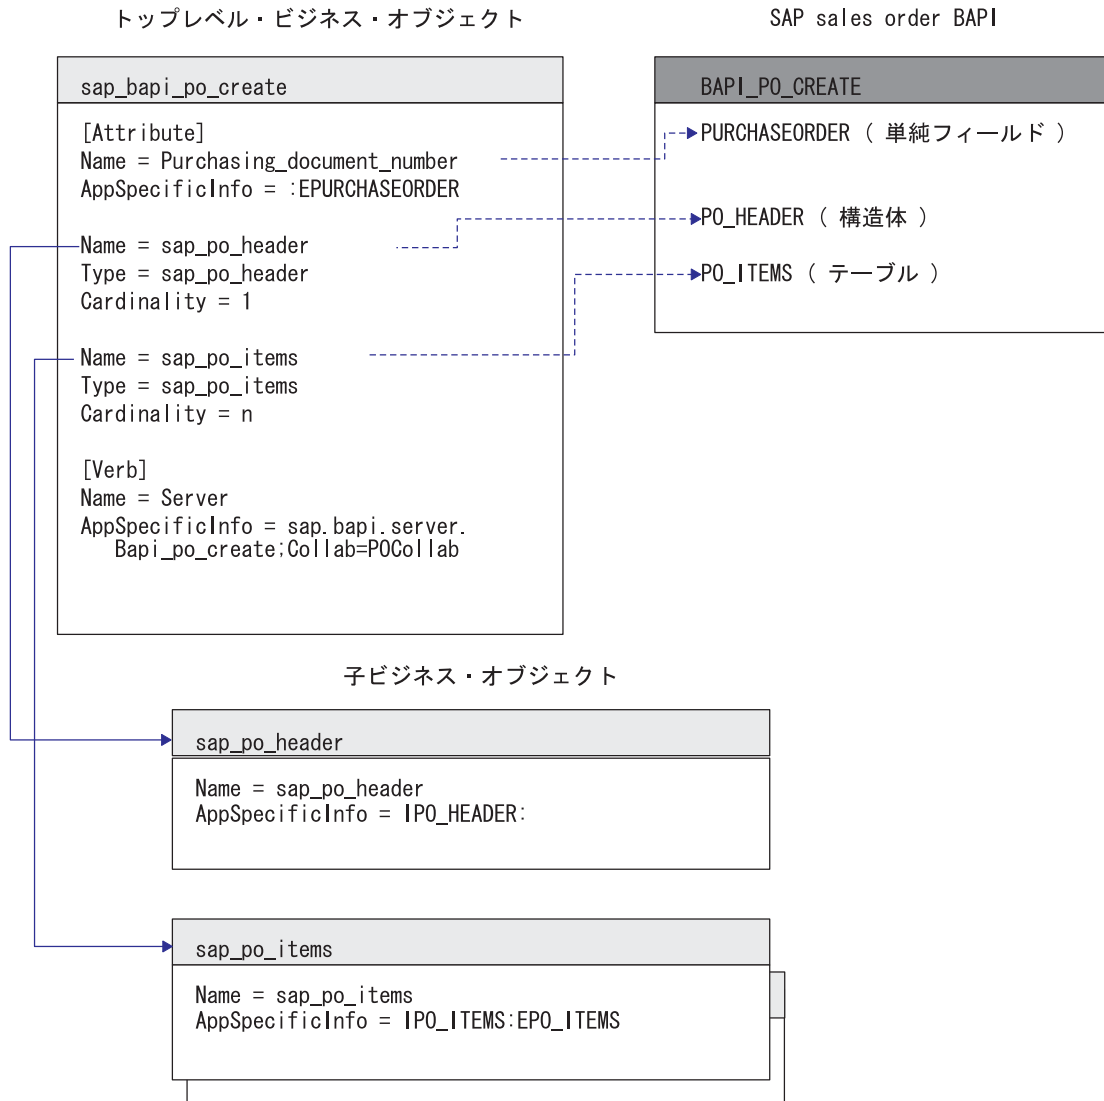 トップレベル・ビジネス・オブジェクト
SAP sales order BAPI
sap_bapi_po_create
[Attribute]
Name = Purchasing_document_number
AppSpecificInfo = :EPURCHASEORDER
Name = sap_po_header
Type = sap_po_header
Cardinality = 1
Name = sap_po_items
Type = sap_po_items
Cardinality = n
[Verb]
Name = Server
AppSpecificInfo = sap.bapi.server.
Bapi_po_create;Collab=POCollab
BAPI_PO_CREATE
PURCHASEORDER ( 単純フィールド )
PO_HEADER ( 構造体 )
PO_ITEMS ( テーブル )
子ビジネス・オブジェクト
sap_po_header
Name = sap_po_header
AppSpecificInfo = IPO_HEADER:
sap_po_items
Name = sap_po_items
AppSpecificInfo = IPO_ITEMS:EPO_ITEMS